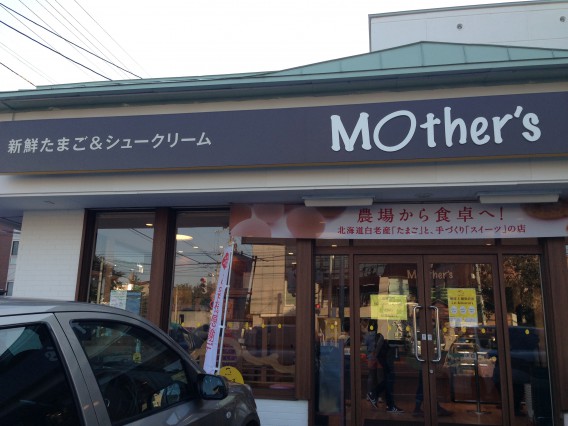 新鮮たまご&シュークリーム
MOther's
農場から食卓へ!
北海道白老産「たまご」と、手づくり「スイーツ」の店
MOther's